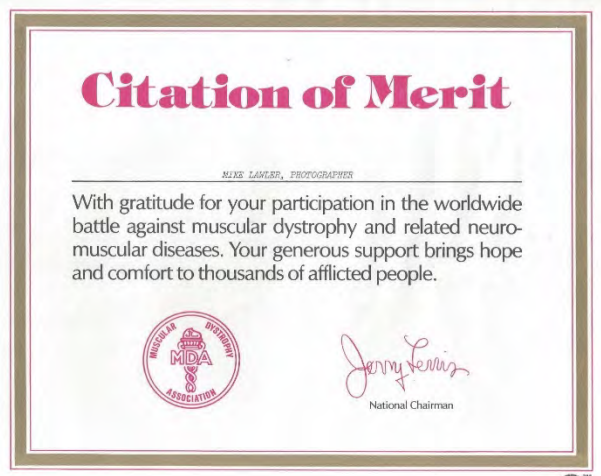 Citation of Merit
MIKE LAWLER, PHOTOGRAPHER
With gratitude for your participation in the worldwide
battle against muscular dystrophy and related neuro-
muscular diseases. Your generous support brings hope
and comfort to thousands of afflicted people.
MUSCULAR DYSTROPHY
MDA
ASSOCIATION
Jerry Lewis
National Chairman